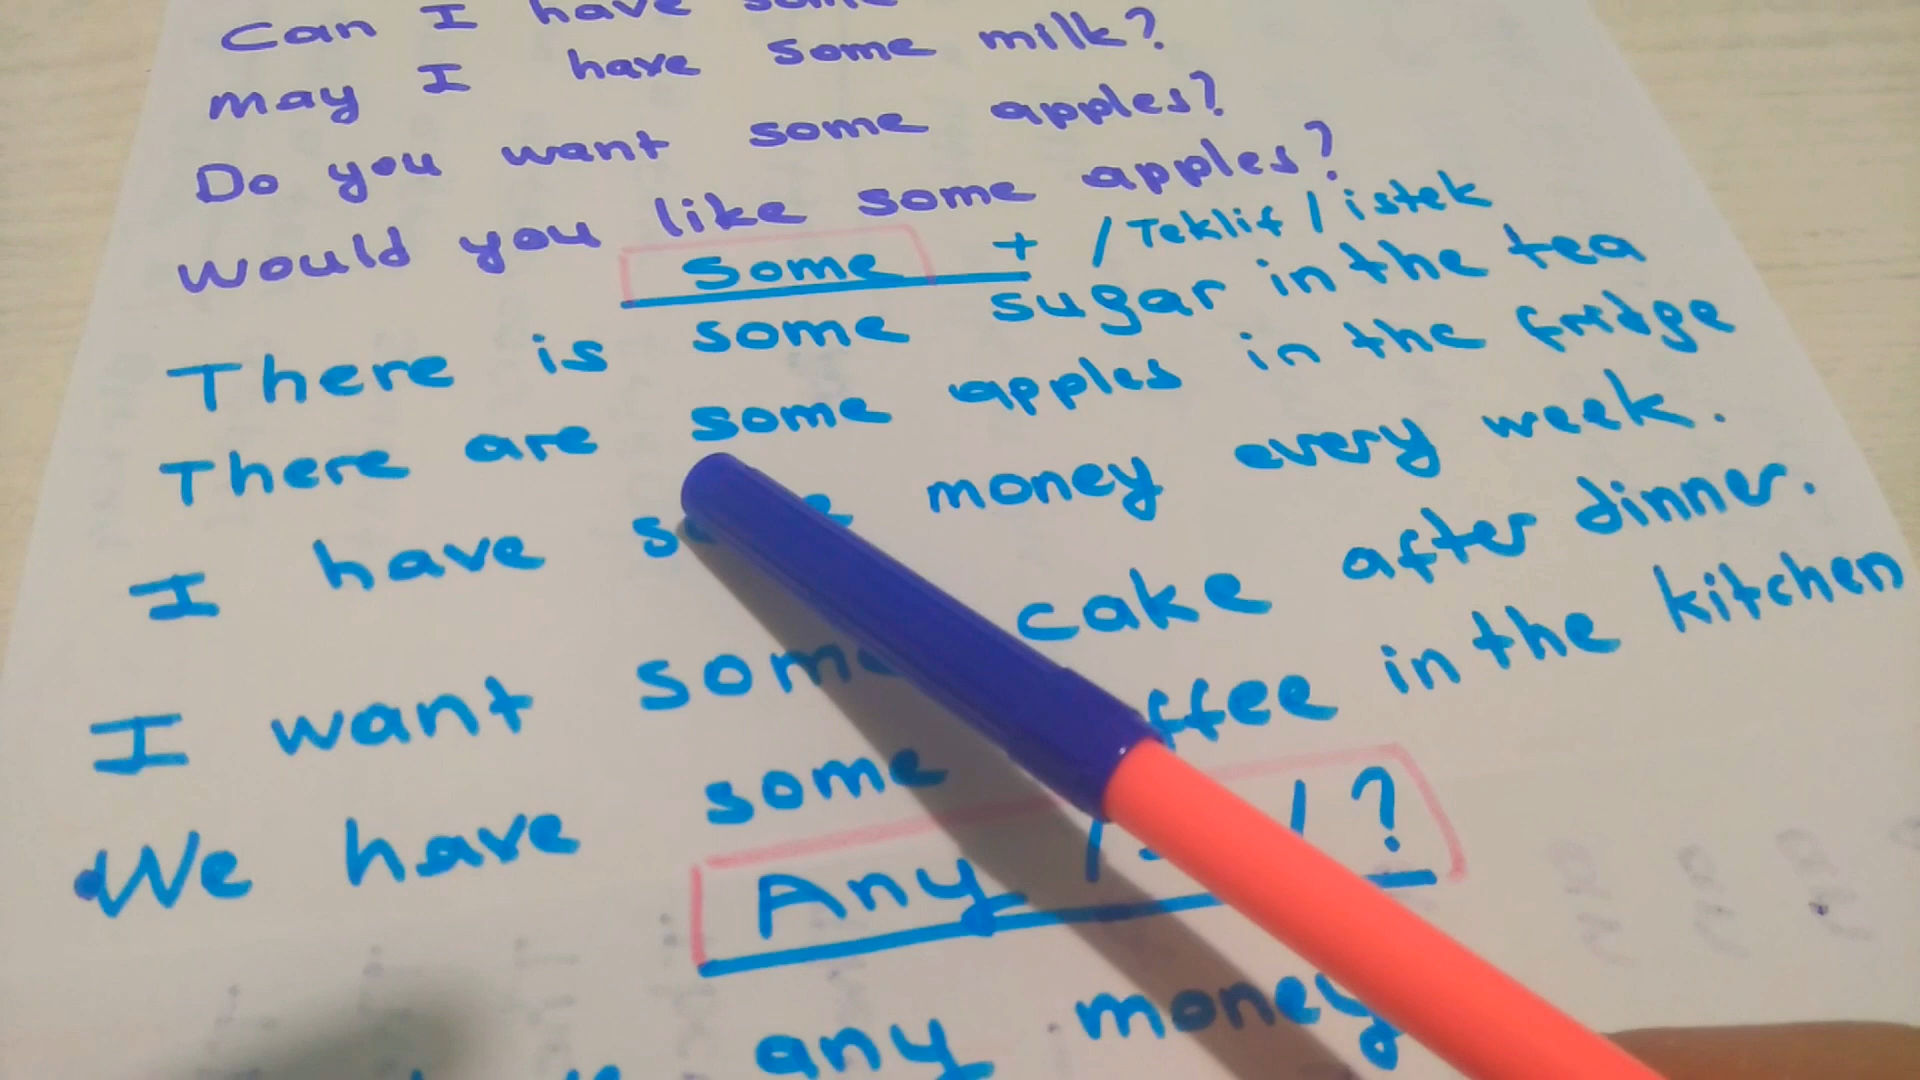 Can I have some
may I have some milk?
Do you want some apples?
would you like some apples?
some + / Teklif / istek
There is some sugar in the tea
There are some apples in the fridge
I have money every week.
I want some cake after dinner.
We have some in the kitchen
Any / / ?
any money